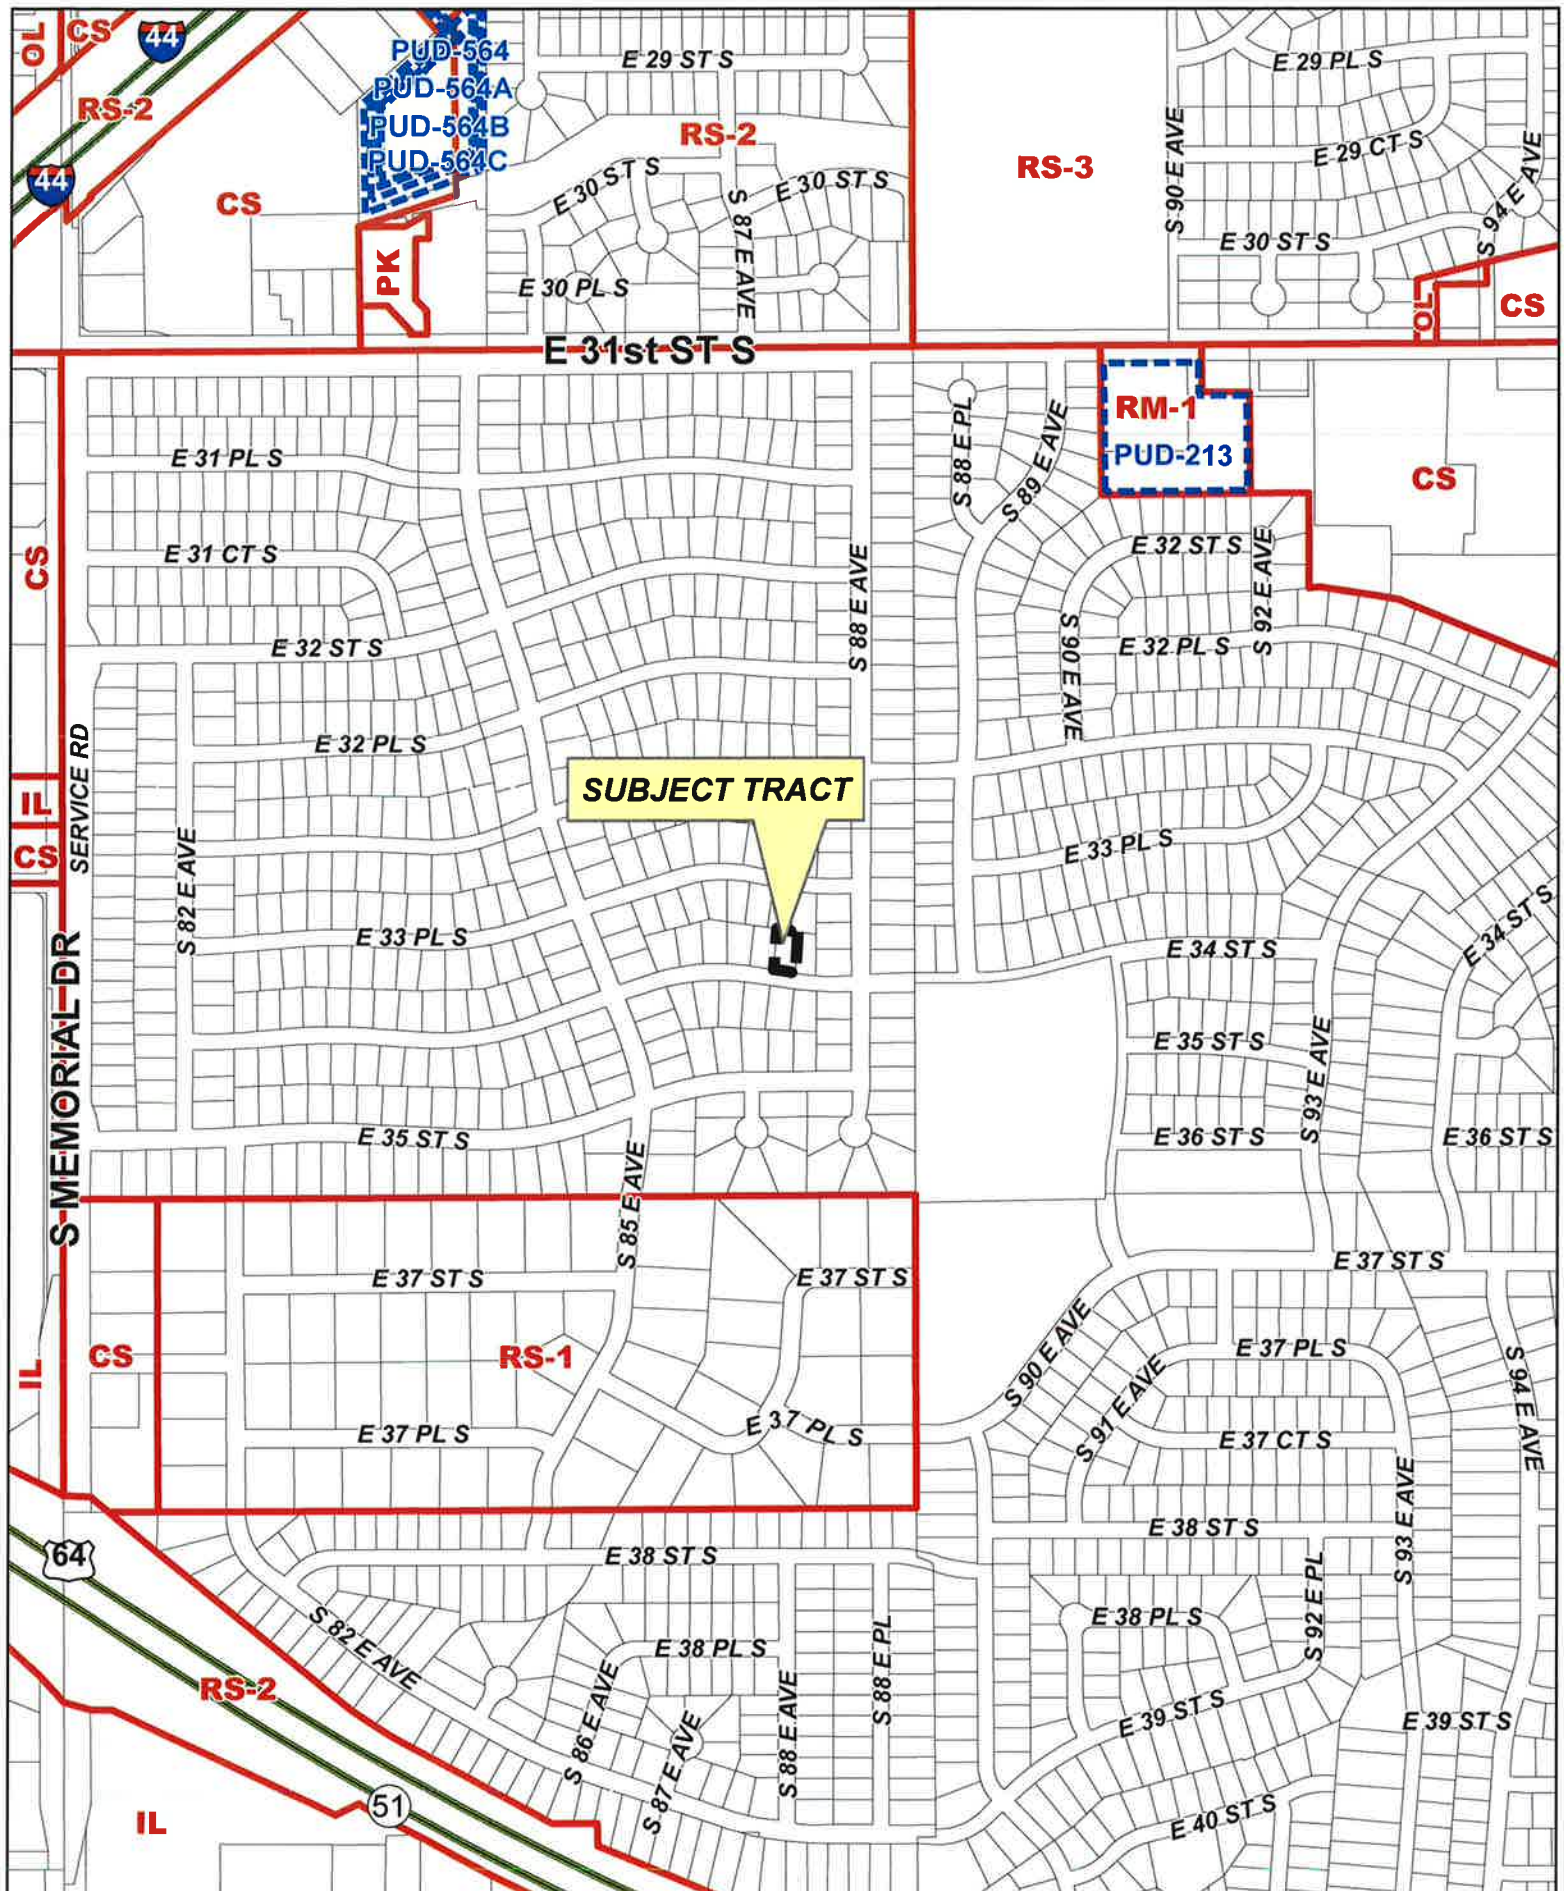 OL
CS
44
PUD-564
E 29 ST S
E 29 PL S
PUD-564A
RS-2
PUD-564B
RS-2
PUD-564C
RS-3
S 90 E AVE
E 29 CT S
S 94 E AVE
44
CS
E 30 ST S
E 30 ST S
S 87 E AVE
E 30 ST S
PK
E 30 PL S
OL
CS
E 31st ST S
RM-1
PUD-213
E 31 PL S
S 88 E PL
S 89 E AVE
CS
E 31 CT S
CS
E 32 ST S
S 92 E AVE
S 88 E AVE
E 32 ST S
S 90 E AVE
E 32 PL S
E 32 PL S
SERVICE RD
SUBJECT TRACT
IL
CS
S 82 E AVE
E 33 PL S
E 33 PL S
E 34 ST S
E 34 ST S
S MEMORIAL DR
E 35 ST S
S 93 E AVE
E 35 ST S
E 36 ST S
E 36 ST S
S 85 E AVE
E 37 ST S
E 37 ST S
E 37 ST S
IL
CS
RS-1
S 90 E AVE
E 37 PL S
S 94 E AVE
S 91 E AVE
E 37 PL S
E 37 PL S
E 37 CT S
S 93 E AVE
64
E 38 ST S
E 38 ST S
S 92 E PL
S 82 E AVE
E 38 PL S
E 38 PL S
S 88 E PL
RS-2
S 86 E AVE
S 87 E AVE
S 88 E AVE
E 39 ST S
E 39 ST S
51
IL
E 40 ST S